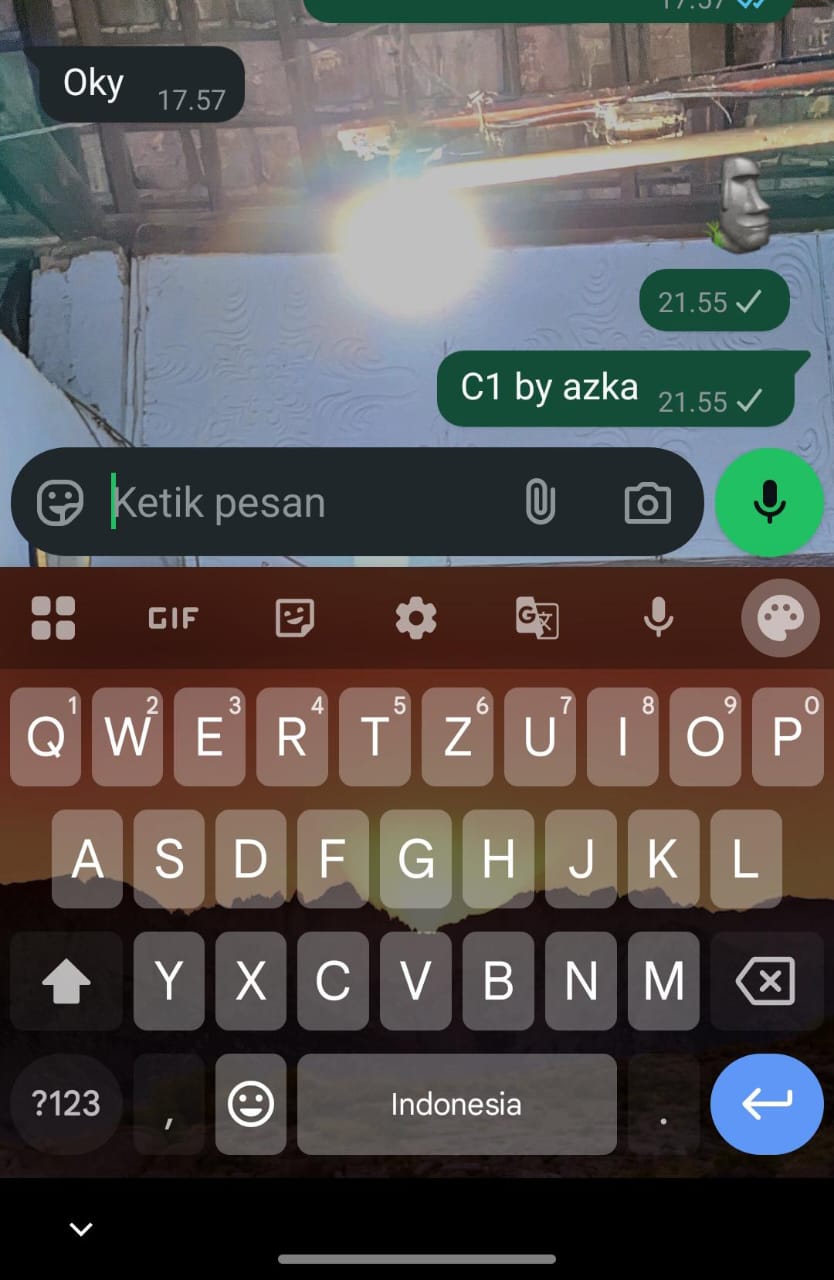 17.57
Oky 17.57
21.55
C1 by azka 21.55
Ketik pesan
GIF G
1 2 3 4 5 6 7 8 9 0
Q W E R T Z U I O P
A S D F G H J K L
Y X C V B N M
?123 , Indonesia .